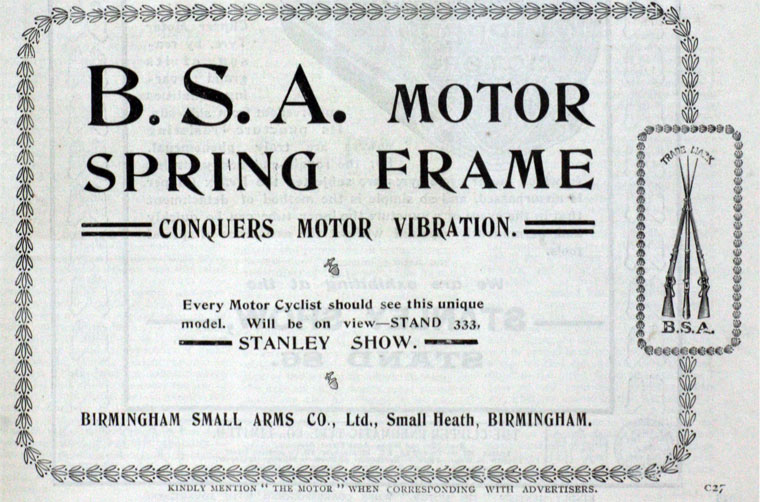 B.S.A. MOTOR
SPRING FRAME
CONQUERS MOTOR VIBRATION.
Every Motor Cyclist should see this unique
model. Will be on view—STAND 333,
STANLEY SHOW.
BIRMINGHAM SMALL ARMS CO., Ltd., Small Heath, BIRMINGHAM.
TRADE MARK
B.S.A.
KINDLY MENTION "THE MOTOR" WHEN CORRESPONDING WITH ADVERTISERS.
C27